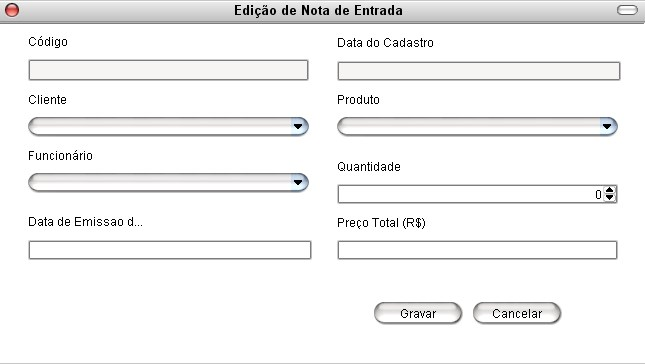 Edição de Nota de Entrada
Código
Data do Cadastro
Cliente
Produto
Funcionário
Quantidade
0
Data de Emissao d...
Preço Total (R$)
Gravar
Cancelar